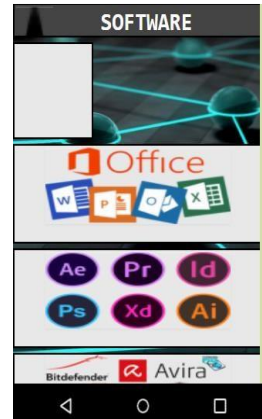 SOFTWARE
Office
W P O X
Ae Pr Id
Ps Xd Ai
Bitdefender Avira